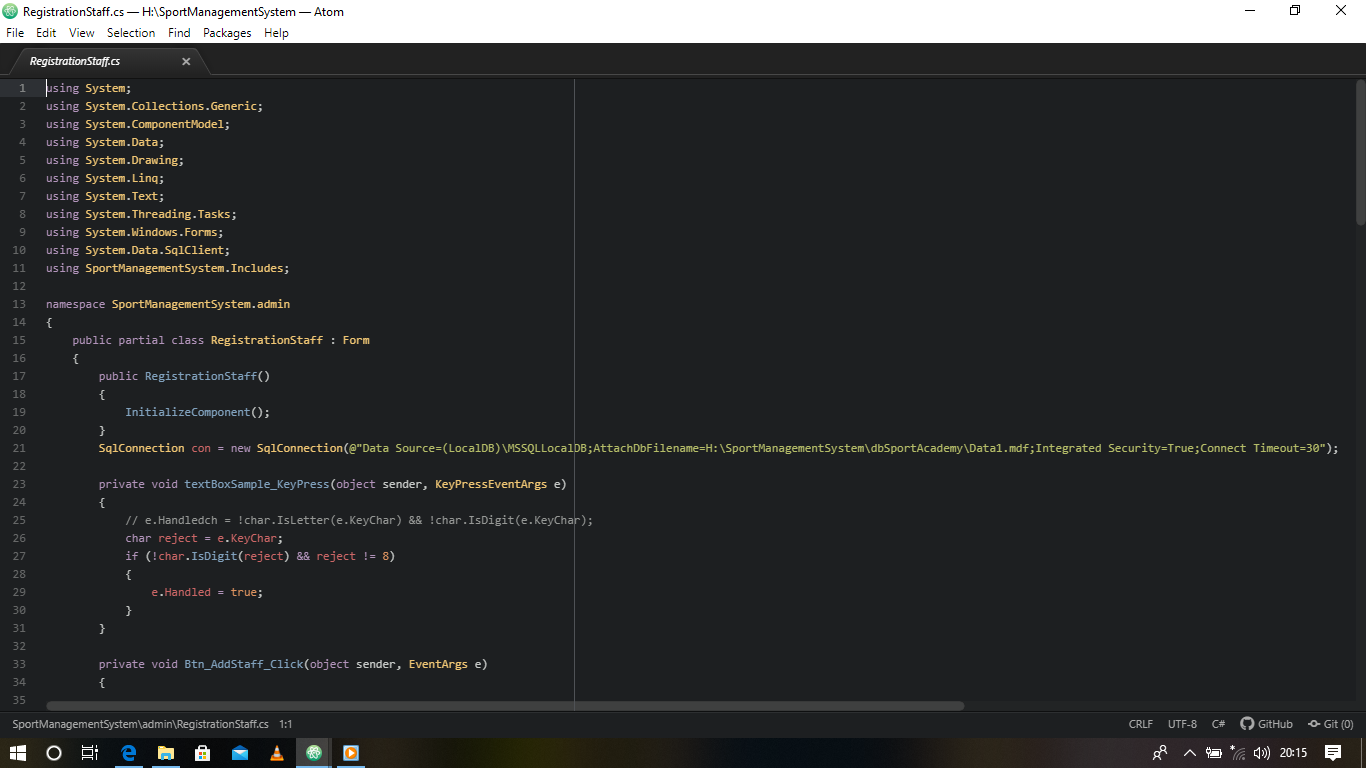 RegistrationStaff.cs — H:\SportManagementSystem — Atom
File Edit View Selection Find Packages Help
RegistrationStaff.cs
1 using System;
2 using System.Collections.Generic;
3 using System.ComponentModel;
4 using System.Data;
5 using System.Drawing;
6 using System.Linq;
7 using System.Text;
8 using System.Threading.Tasks;
9 using System.Windows.Forms;
10 using System.Data.SqlClient;
11 using SportManagementSystem.Includes;
12
13 namespace SportManagementSystem.admin
14 {
15     public partial class RegistrationStaff : Form
16     {
17         public RegistrationStaff()
18         {
19             InitializeComponent();
20         }
21         SqlConnection con = new SqlConnection(@"Data Source=(LocalDB)\MSSQLLocalDB;AttachDbFilename=H:\SportManagementSystem\dbSportAcademy\Data1.mdf;Integrated Security=True;Connect Timeout=30");
22
23         private void textBoxSample_KeyPress(object sender, KeyPressEventArgs e)
24         {
25             // e.Handledch = !char.IsLetter(e.KeyChar) && !char.IsDigit(e.KeyChar);
26             char reject = e.KeyChar;
27             if (!char.IsDigit(reject) && reject != 8)
28             {
29                 e.Handled = true;
30             }
31         }
32
33         private void Btn_AddStaff_Click(object sender, EventArgs e)
34         {
35
SportManagementSystem\admin\RegistrationStaff.cs 1:1 CRLF UTF-8 C# GitHub Git (0)
20:15